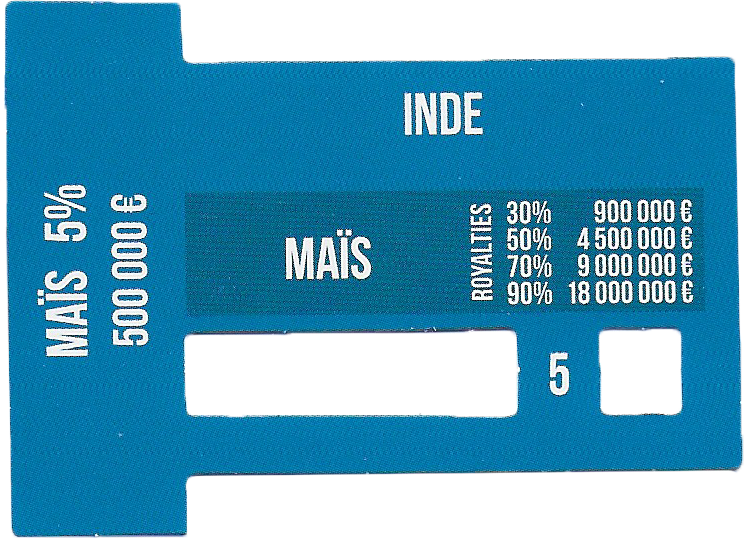 MAÏS 5%
500 000 €
INDE
MAÏS
ROYALTIES
30% 900 000 €
50% 4 500 000 €
70% 9 000 000 €
90% 18 000 000 €
5